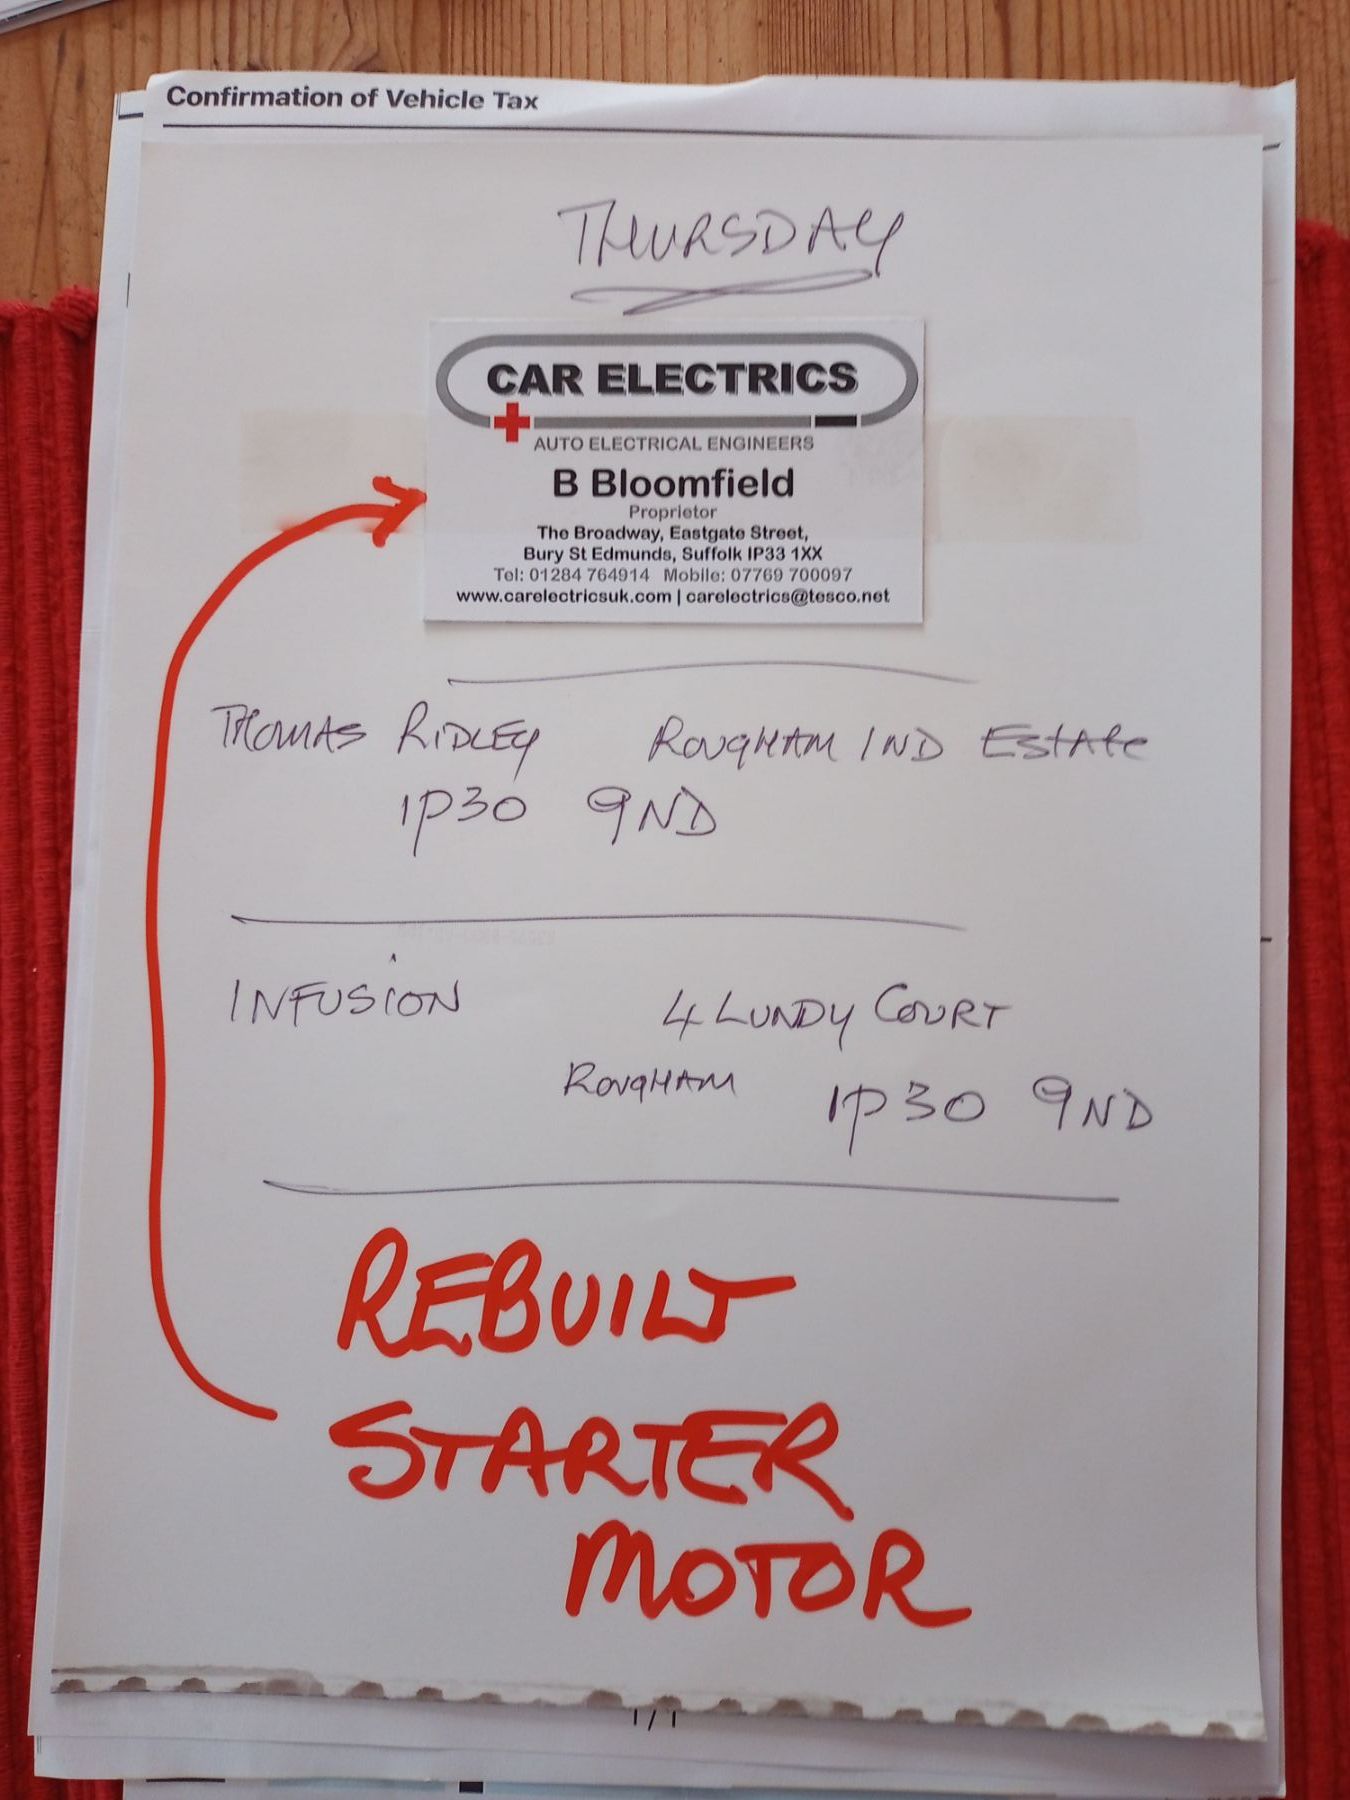 Confirmation of Vehicle Tax
THURSDAY
CAR ELECTRICS
AUTO ELECTRICAL ENGINEERS
B Bloomfield
Proprietor
The Broadway, Eastgate Street,
Bury St Edmunds, Suffolk IP33 1XX
Tel: 01284 764914 Mobile: 07769 700097
www.carelectricsuk.com | carelectrics@tesco.net
THOMAS RIDLEY ROUGHAM IND EStAte
IP30 9ND
INFUSION 4 LUNDY COURT
ROUGHAM IP30 9ND
REBUILT
STARTER
MOTOR
1/1